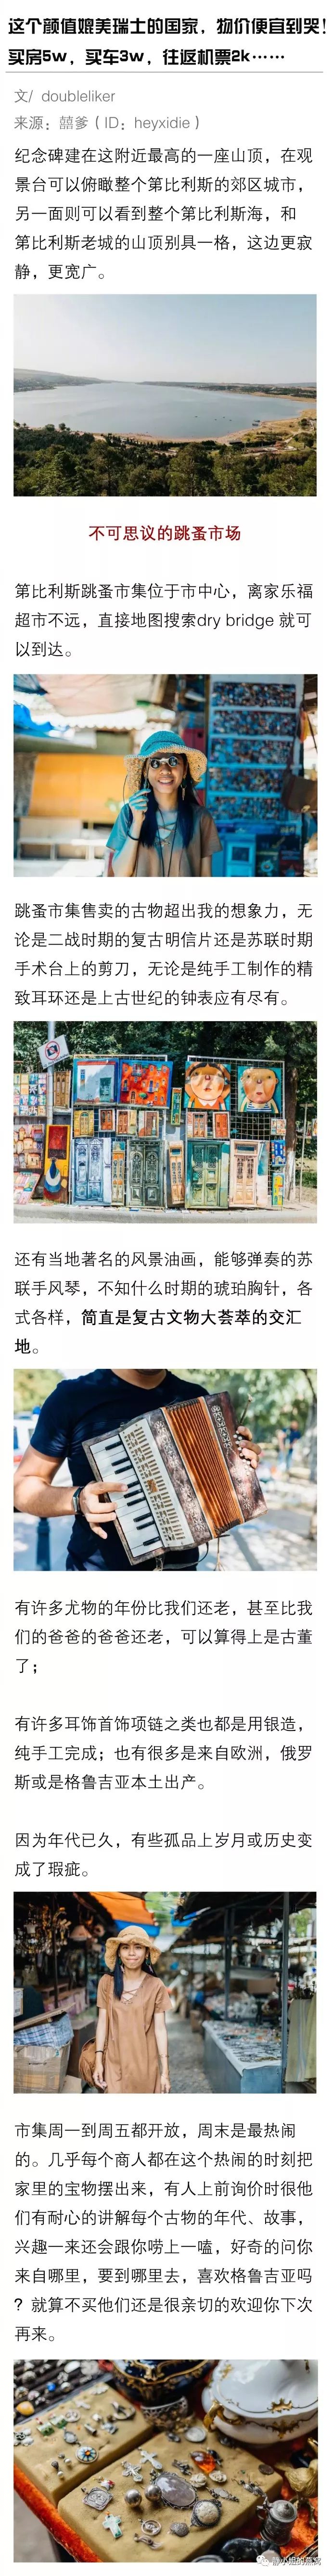 这个颜值媲美瑞士的国家，物价便宜到哭！
买房5w，买车3w，往返机票2k……
文/ doubleliker
来源：囍爹（ID：heyxidie）
纪念碑建在这附近最高的一座山顶，在观
景台可以俯瞰整个第比利斯的郊区城市，
另一面则可以看到整个第比利斯海，和
第比利斯老城的山顶别具一格，这边更寂
静，更宽广。
不可思议的跳蚤市场
第比利斯跳蚤市集位于市中心，离家乐福
超市不远，直接地图搜索dry bridge 就可
以到达。
跳蚤市集售卖的古物超出我的想象力，无
论是二战时期的复古明信片还是苏联时期
手术台上的剪刀，无论是纯手工制作的精
致耳环还是上古世纪的钟表应有尽有。
还有当地著名的风景油画，能够弹奏的苏
联手风琴，不知什么时期的琥珀胸针，各
式各样，简直是复古文物大荟萃的交汇
地。
有许多尤物的年份比我们还老，甚至比我
们的爸爸的爸爸还老，可以算得上是古董
了；
有许多耳饰首饰项链之类也都是用银造，
纯手工完成；也有很多是来自欧洲，俄罗
斯或是格鲁吉亚本土出产。
因为年代已久，有些孤品上岁月或历史变
成了瑕疵。
市集周一到周五都开放，周末是最热闹
的。几乎每个商人都在这个热闹的时刻把
家里的宝物摆出来，有人上前询价时很他
们有耐心的讲解每个古物的年代、故事，
兴趣一来还会跟你唠上一嗑，好奇的问你
来自哪里，要到哪里去，喜欢格鲁吉亚吗
？就算不买他们还是很亲切的欢迎你下次
再来。